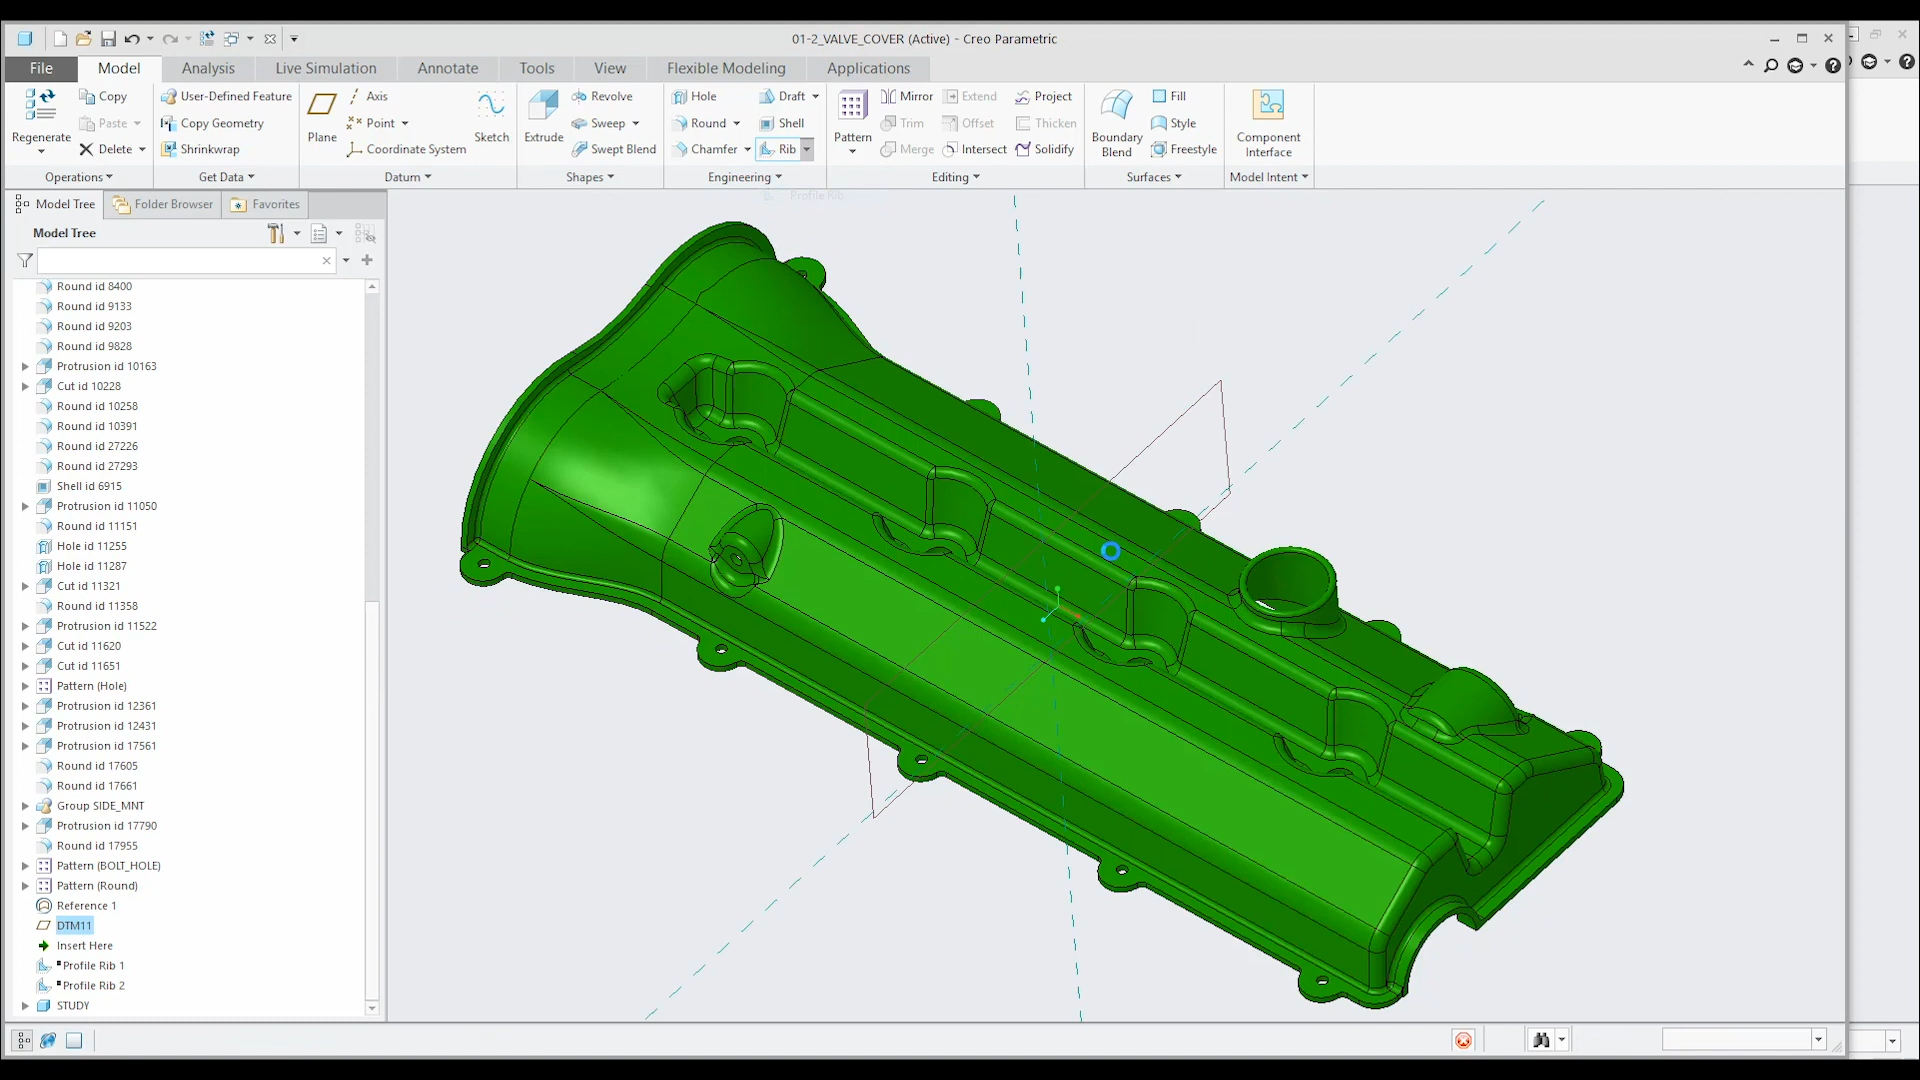 01-2_VALVE_COVER (Active) - Creo Parametric
File Model Analysis Live Simulation Annotate Tools View Flexible Modeling Applications
Regenerate Copy Paste Delete
Operations
User-Defined Feature
Copy Geometry
Shrinkwrap
Get Data
Plane Axis Point Coordinate System Sketch
Datum
Extrude Revolve Sweep Swept Blend
Shapes
Hole Draft
Round Shell
Chamfer Rib
Engineering
Profile Rib
Pattern Mirror Extend Project
Trim Offset Thicken
Merge Intersect Solidify
Editing
Boundary Blend Fill Style Freestyle
Surfaces
Component Interface
Model Intent
Model Tree Folder Browser Favorites
Model Tree
Round id 8400
Round id 9133
Round id 9203
Round id 9828
Protrusion id 10163
Cut id 10228
Round id 10258
Round id 10391
Round id 27226
Round id 27293
Shell id 6915
Protrusion id 11050
Round id 11151
Hole id 11255
Hole id 11287
Cut id 11321
Round id 11358
Protrusion id 11522
Cut id 11620
Cut id 11651
Pattern (Hole)
Protrusion id 12361
Protrusion id 12431
Protrusion id 17561
Round id 17605
Round id 17661
Group SIDE_MNT
Protrusion id 17790
Round id 17955
Pattern (BOLT_HOLE)
Pattern (Round)
Reference 1
DTM11
Insert Here
Profile Rib 1
Profile Rib 2
STUDY